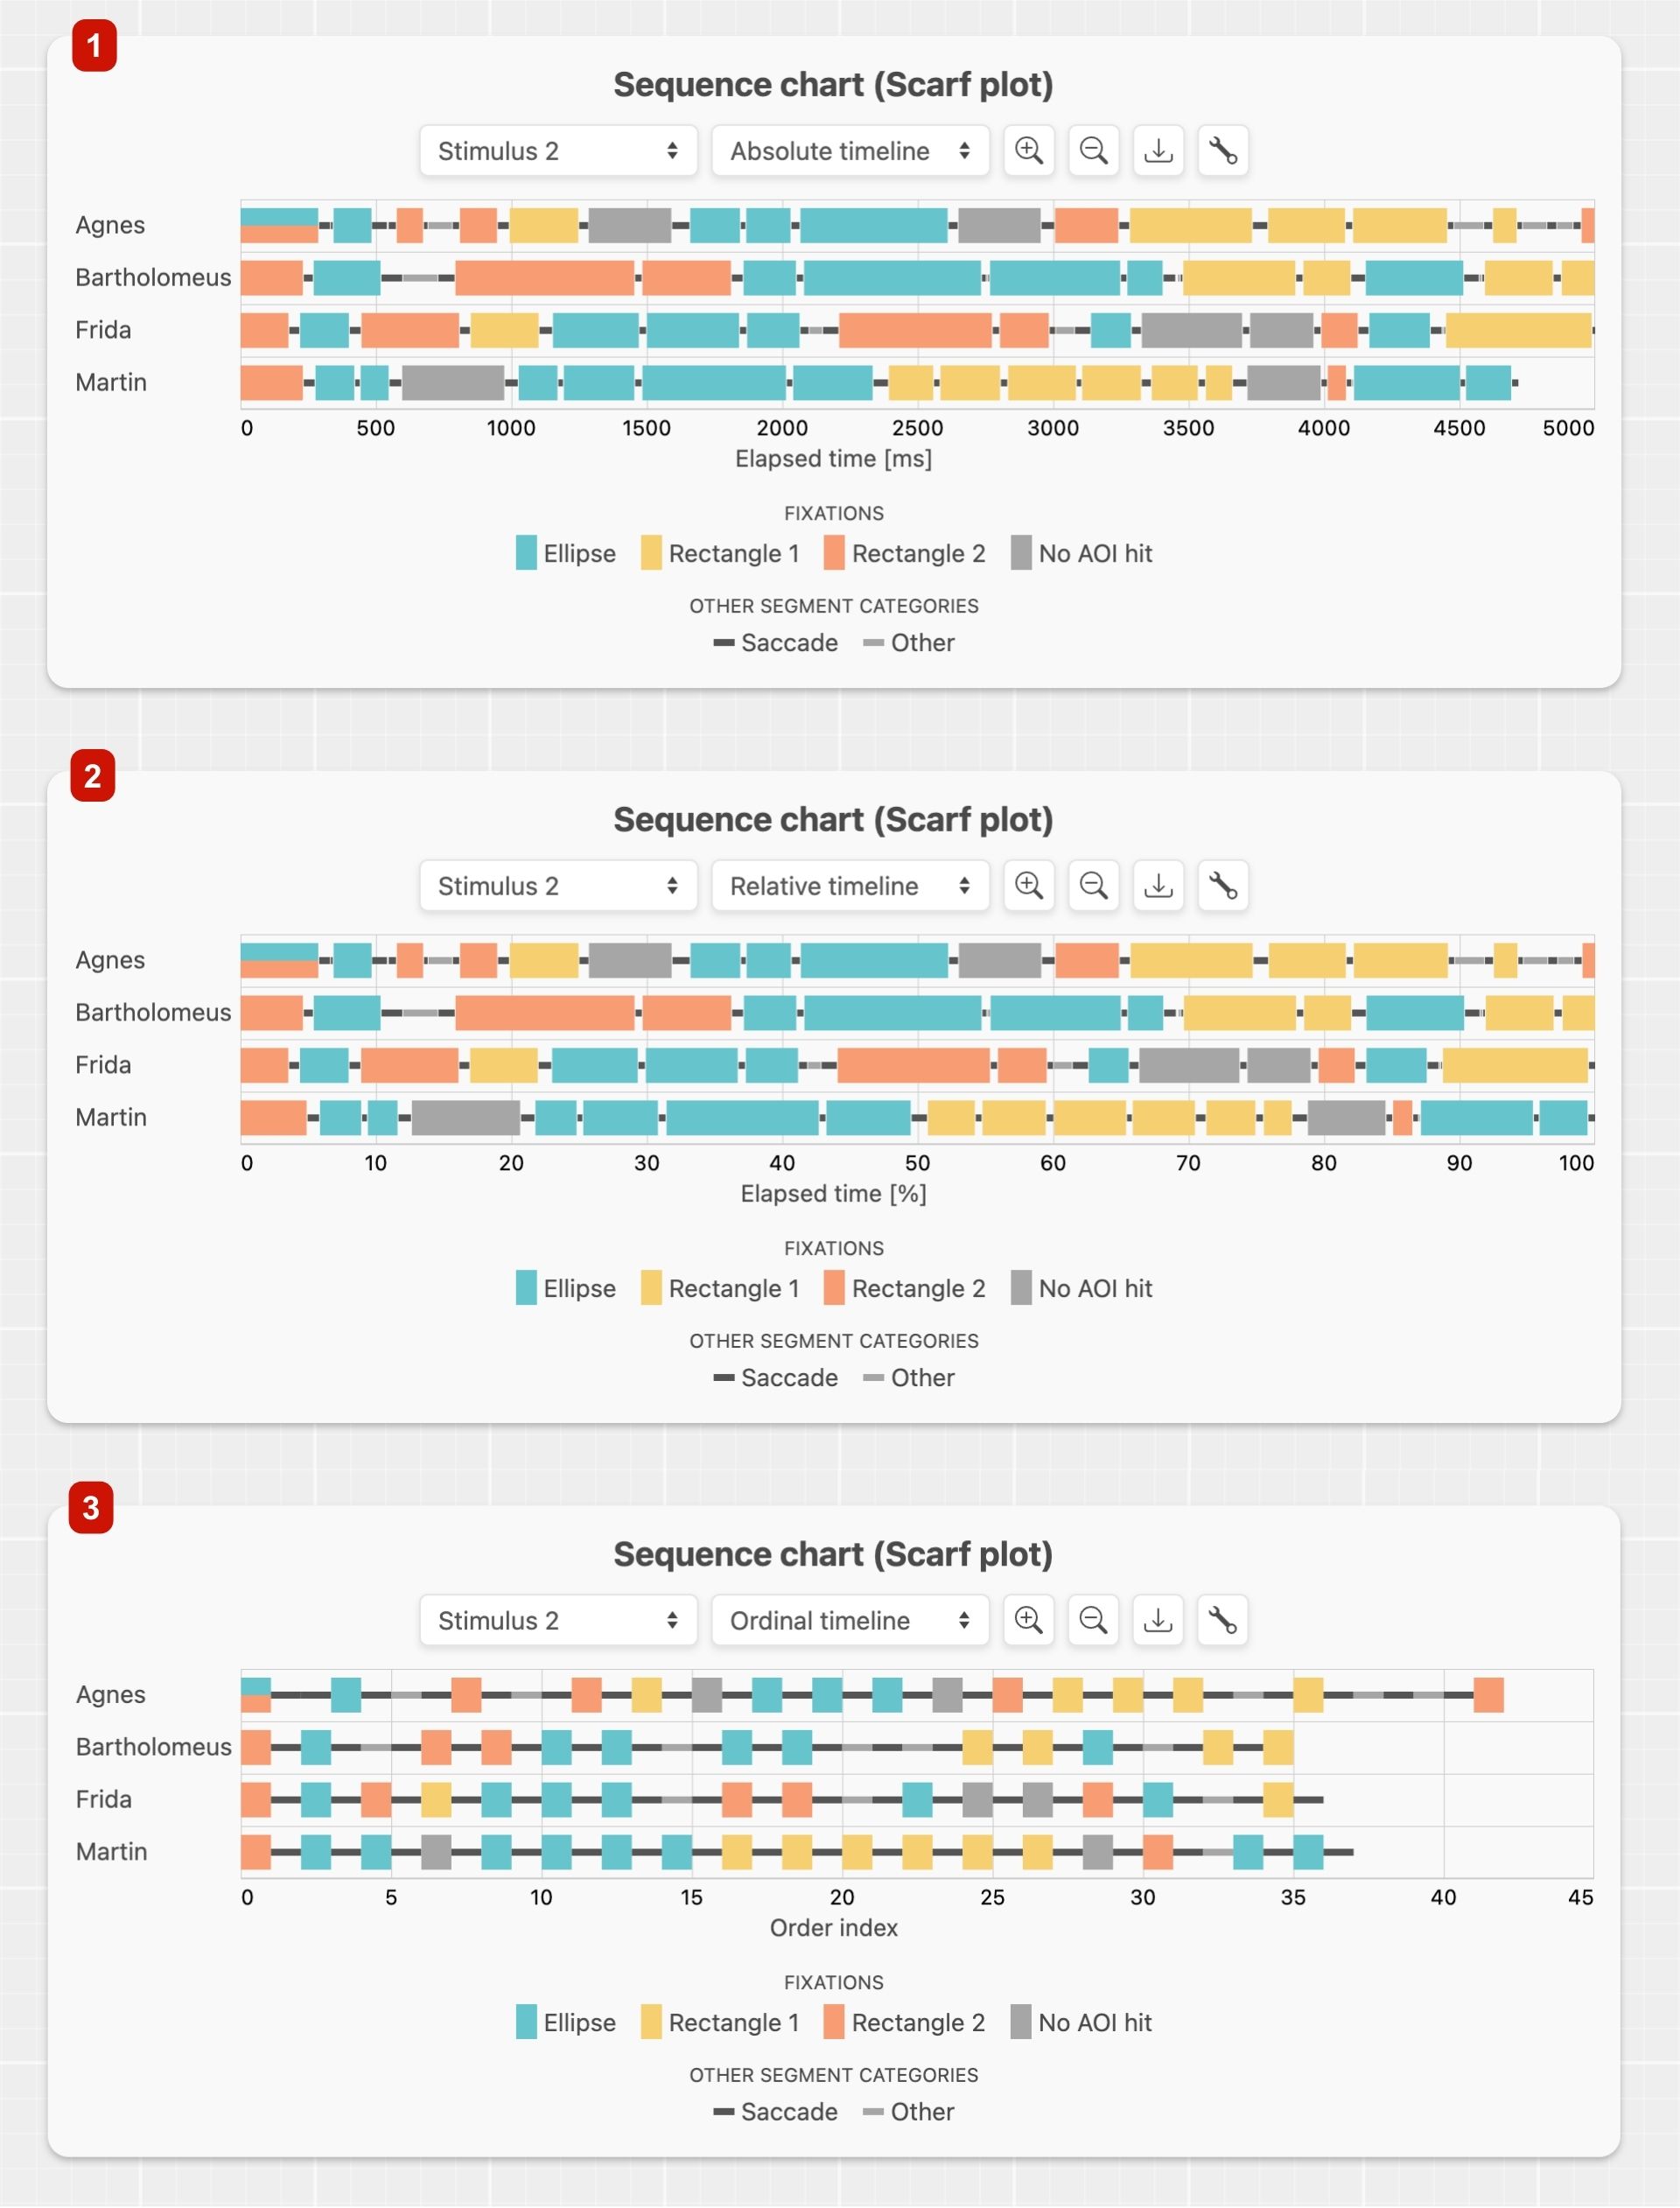 1
Sequence chart (Scarf plot)
Stimulus 2 Absolute timeline
Agnes
Bartholomeus
Frida
Martin
0 500 1000 1500 2000 2500 3000 3500 4000 4500 5000
Elapsed time [ms]
FIXATIONS
Ellipse Rectangle 1 Rectangle 2 No AOI hit
OTHER SEGMENT CATEGORIES
Saccade Other
2
Sequence chart (Scarf plot)
Stimulus 2 Relative timeline
Agnes
Bartholomeus
Frida
Martin
0 10 20 30 40 50 60 70 80 90 100
Elapsed time [%]
FIXATIONS
Ellipse Rectangle 1 Rectangle 2 No AOI hit
OTHER SEGMENT CATEGORIES
Saccade Other
3
Sequence chart (Scarf plot)
Stimulus 2 Ordinal timeline
Agnes
Bartholomeus
Frida
Martin
0 5 10 15 20 25 30 35 40 45
Order index
FIXATIONS
Ellipse Rectangle 1 Rectangle 2 No AOI hit
OTHER SEGMENT CATEGORIES
Saccade Other